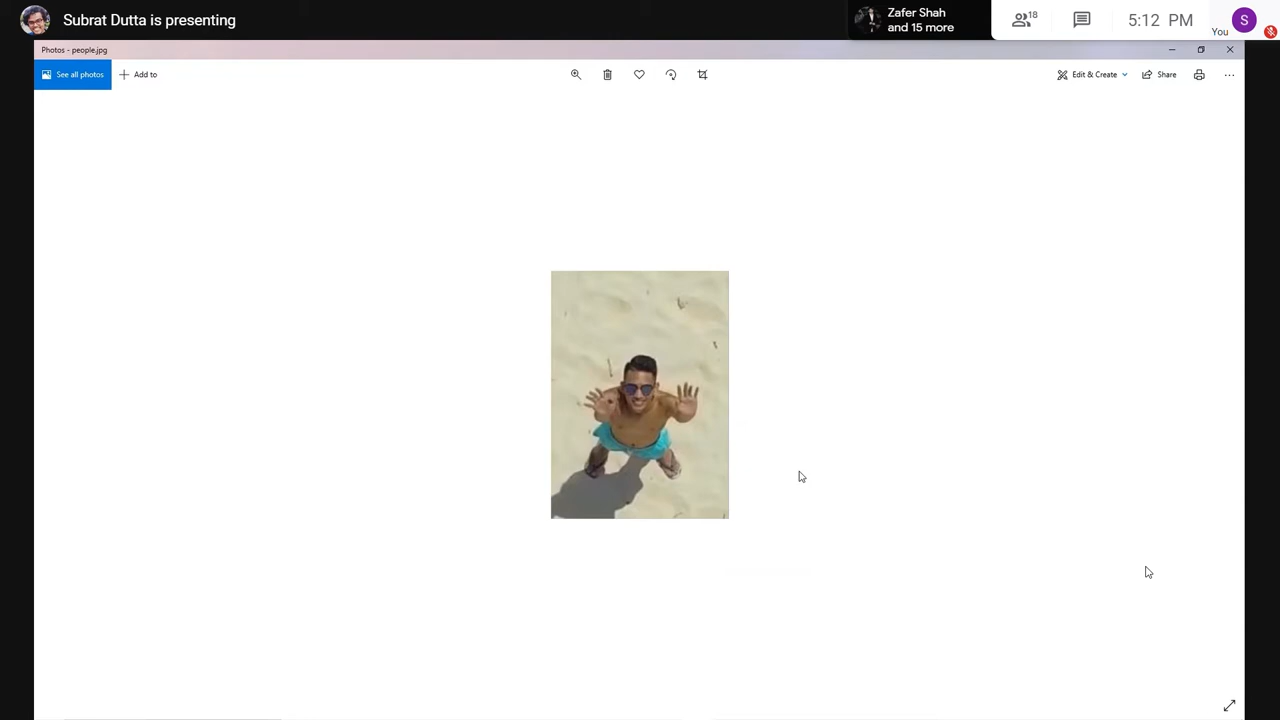 Subrat Dutta is presenting
Zafer Shah
and 15 more
18
5:12 PM
S
You
Photos - people.jpg
See all photos
Add to
Edit & Create
Share